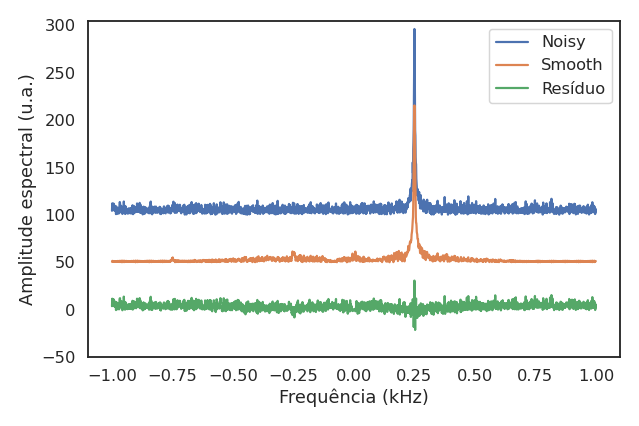 300
250
200
150
100
50
0
−50
Amplitude espectral (u.a.)
Noisy
Smooth
Resíduo
−1.00 −0.75 −0.50 −0.25 0.00 0.25 0.50 0.75 1.00
Frequência (kHz)